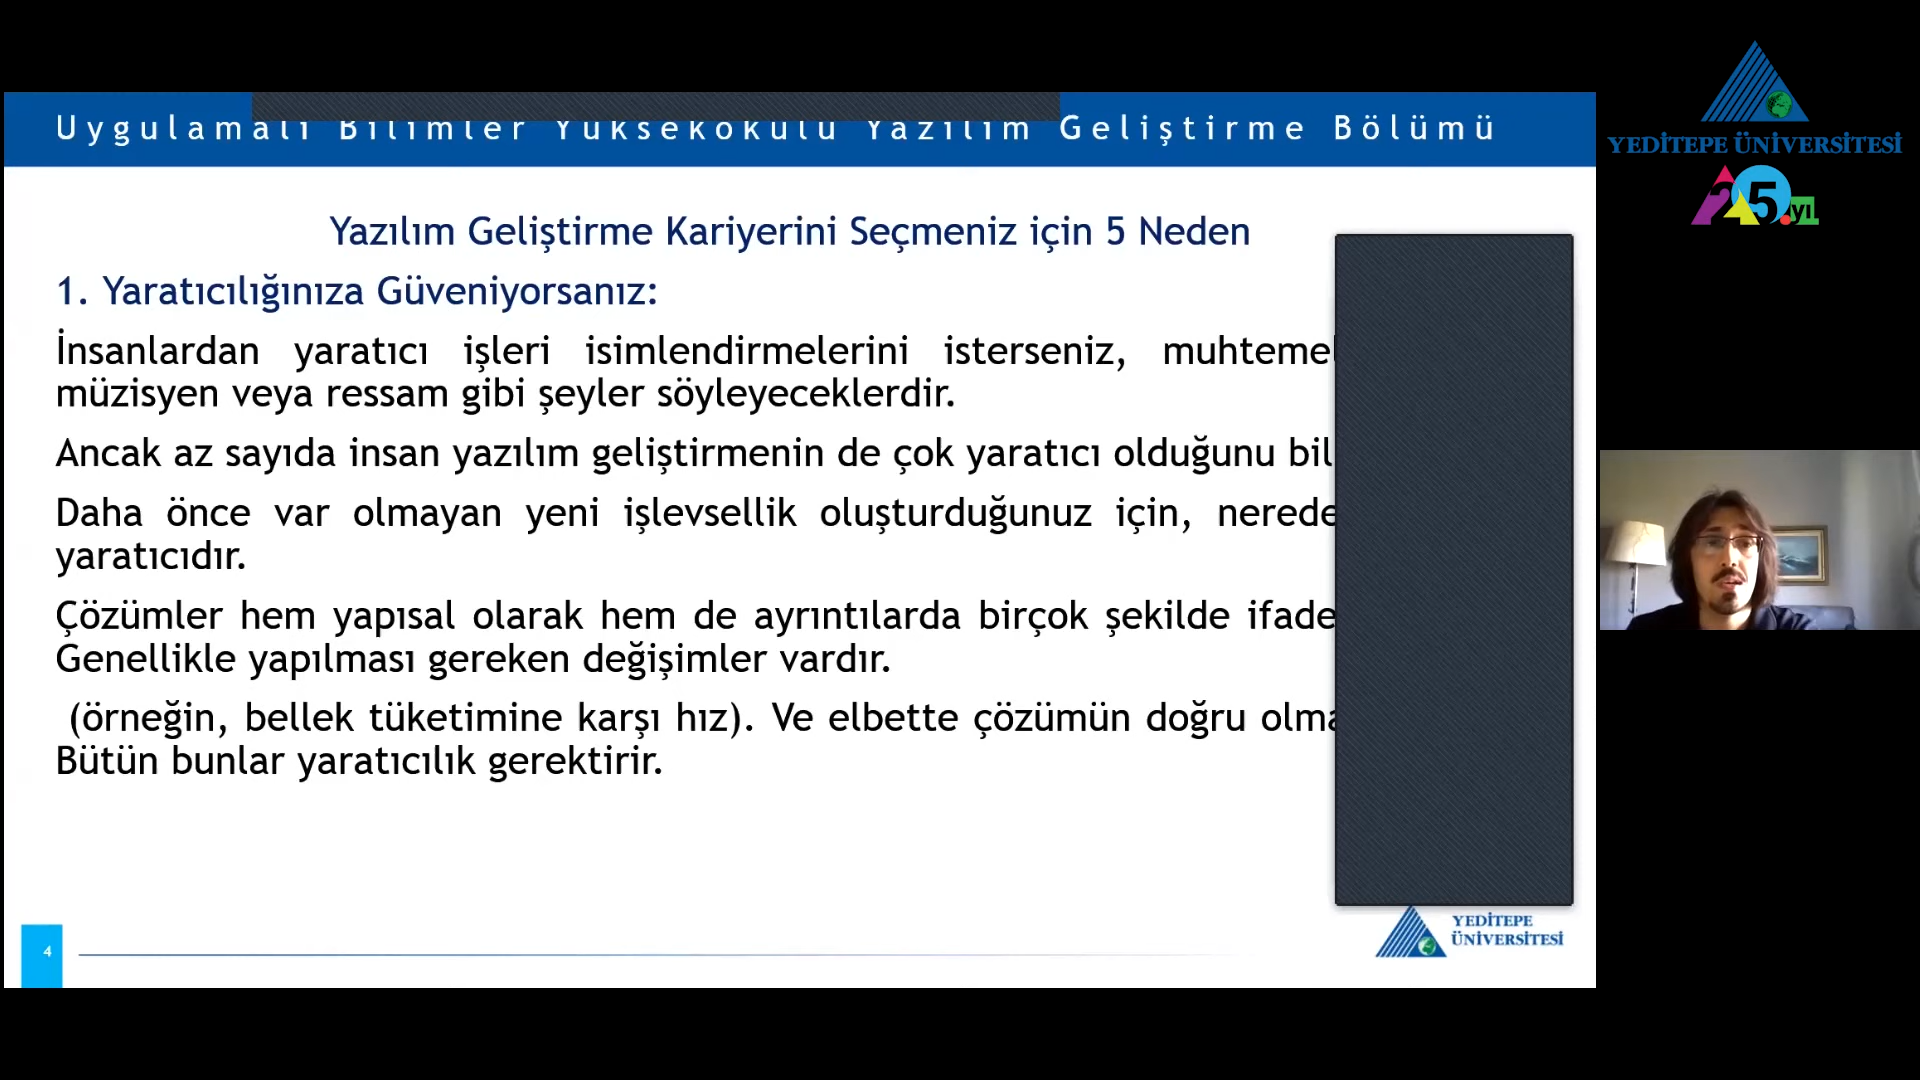 Uygulamalı Bilimler Yüksekokulu Yazılım Geliştirme Bölümü
YEDİTEPE ÜNİVERSİTESİ
25.yıl
Yazılım Geliştirme Kariyerini Seçmeniz için 5 Neden
1. Yaratıcılığınıza Güveniyorsanız:
İnsanlardan yaratıcı işleri isimlendirmelerini isterseniz,
müzisyen veya ressam gibi şeyler söyleyeceklerdir.
Ancak az sayıda insan yazılım geliştirmenin de çok yaratıcı olduğunu
Daha önce var olmayan yeni işlevsellik oluşturduğunuz için,
yaratıcıdır.
Çözümler hem yapısal olarak hem de ayrıntılarda birçok şekilde ifade
Genellikle yapılması gereken değişimler vardır.
(örneğin, bellek tüketimine karşı hız). Ve elbette çözümün doğru
Bütün bunlar yaratıcılık gerektirir.
4
YEDİTEPE
ÜNİVERSİTESİ